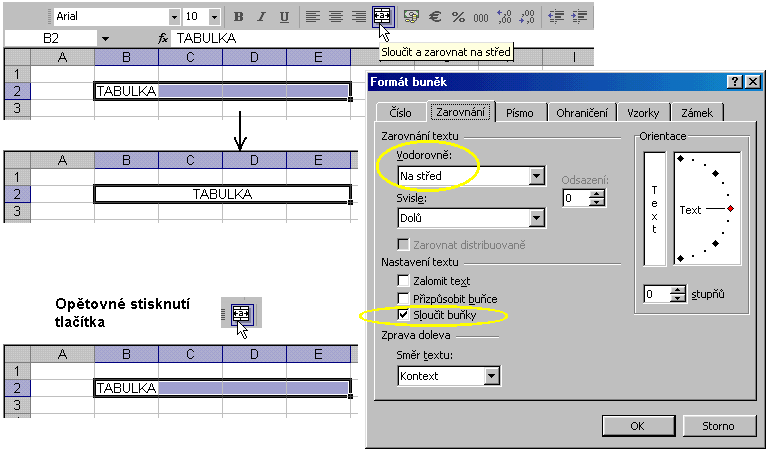 Arial 10 B I U € % 000 ,00 ,0
B2 fx TABULKA
Sloučit a zarovnat na střed
A B C D E I
1
2 TABULKA
3
A B C D E
1
2 TABULKA
3
Opětovné stisknutí
tlačítka
A B C D E
1
2 TABULKA
3
Formát buněk
Číslo Zarovnání Písmo Ohraničení Vzorky Zámek
Zarovnání textu
Vodorovně:
Na střed
Odsazení:
0
Svisle:
Dolů
Zarovnat distribuovaně
Nastavení textu
Zalomit text
Přizpůsobit buňce
Sloučit buňky
Zprava doleva
Směr textu:
Kontext
Orientace
T
e
x
t
Text
0 stupňů
OK Storno